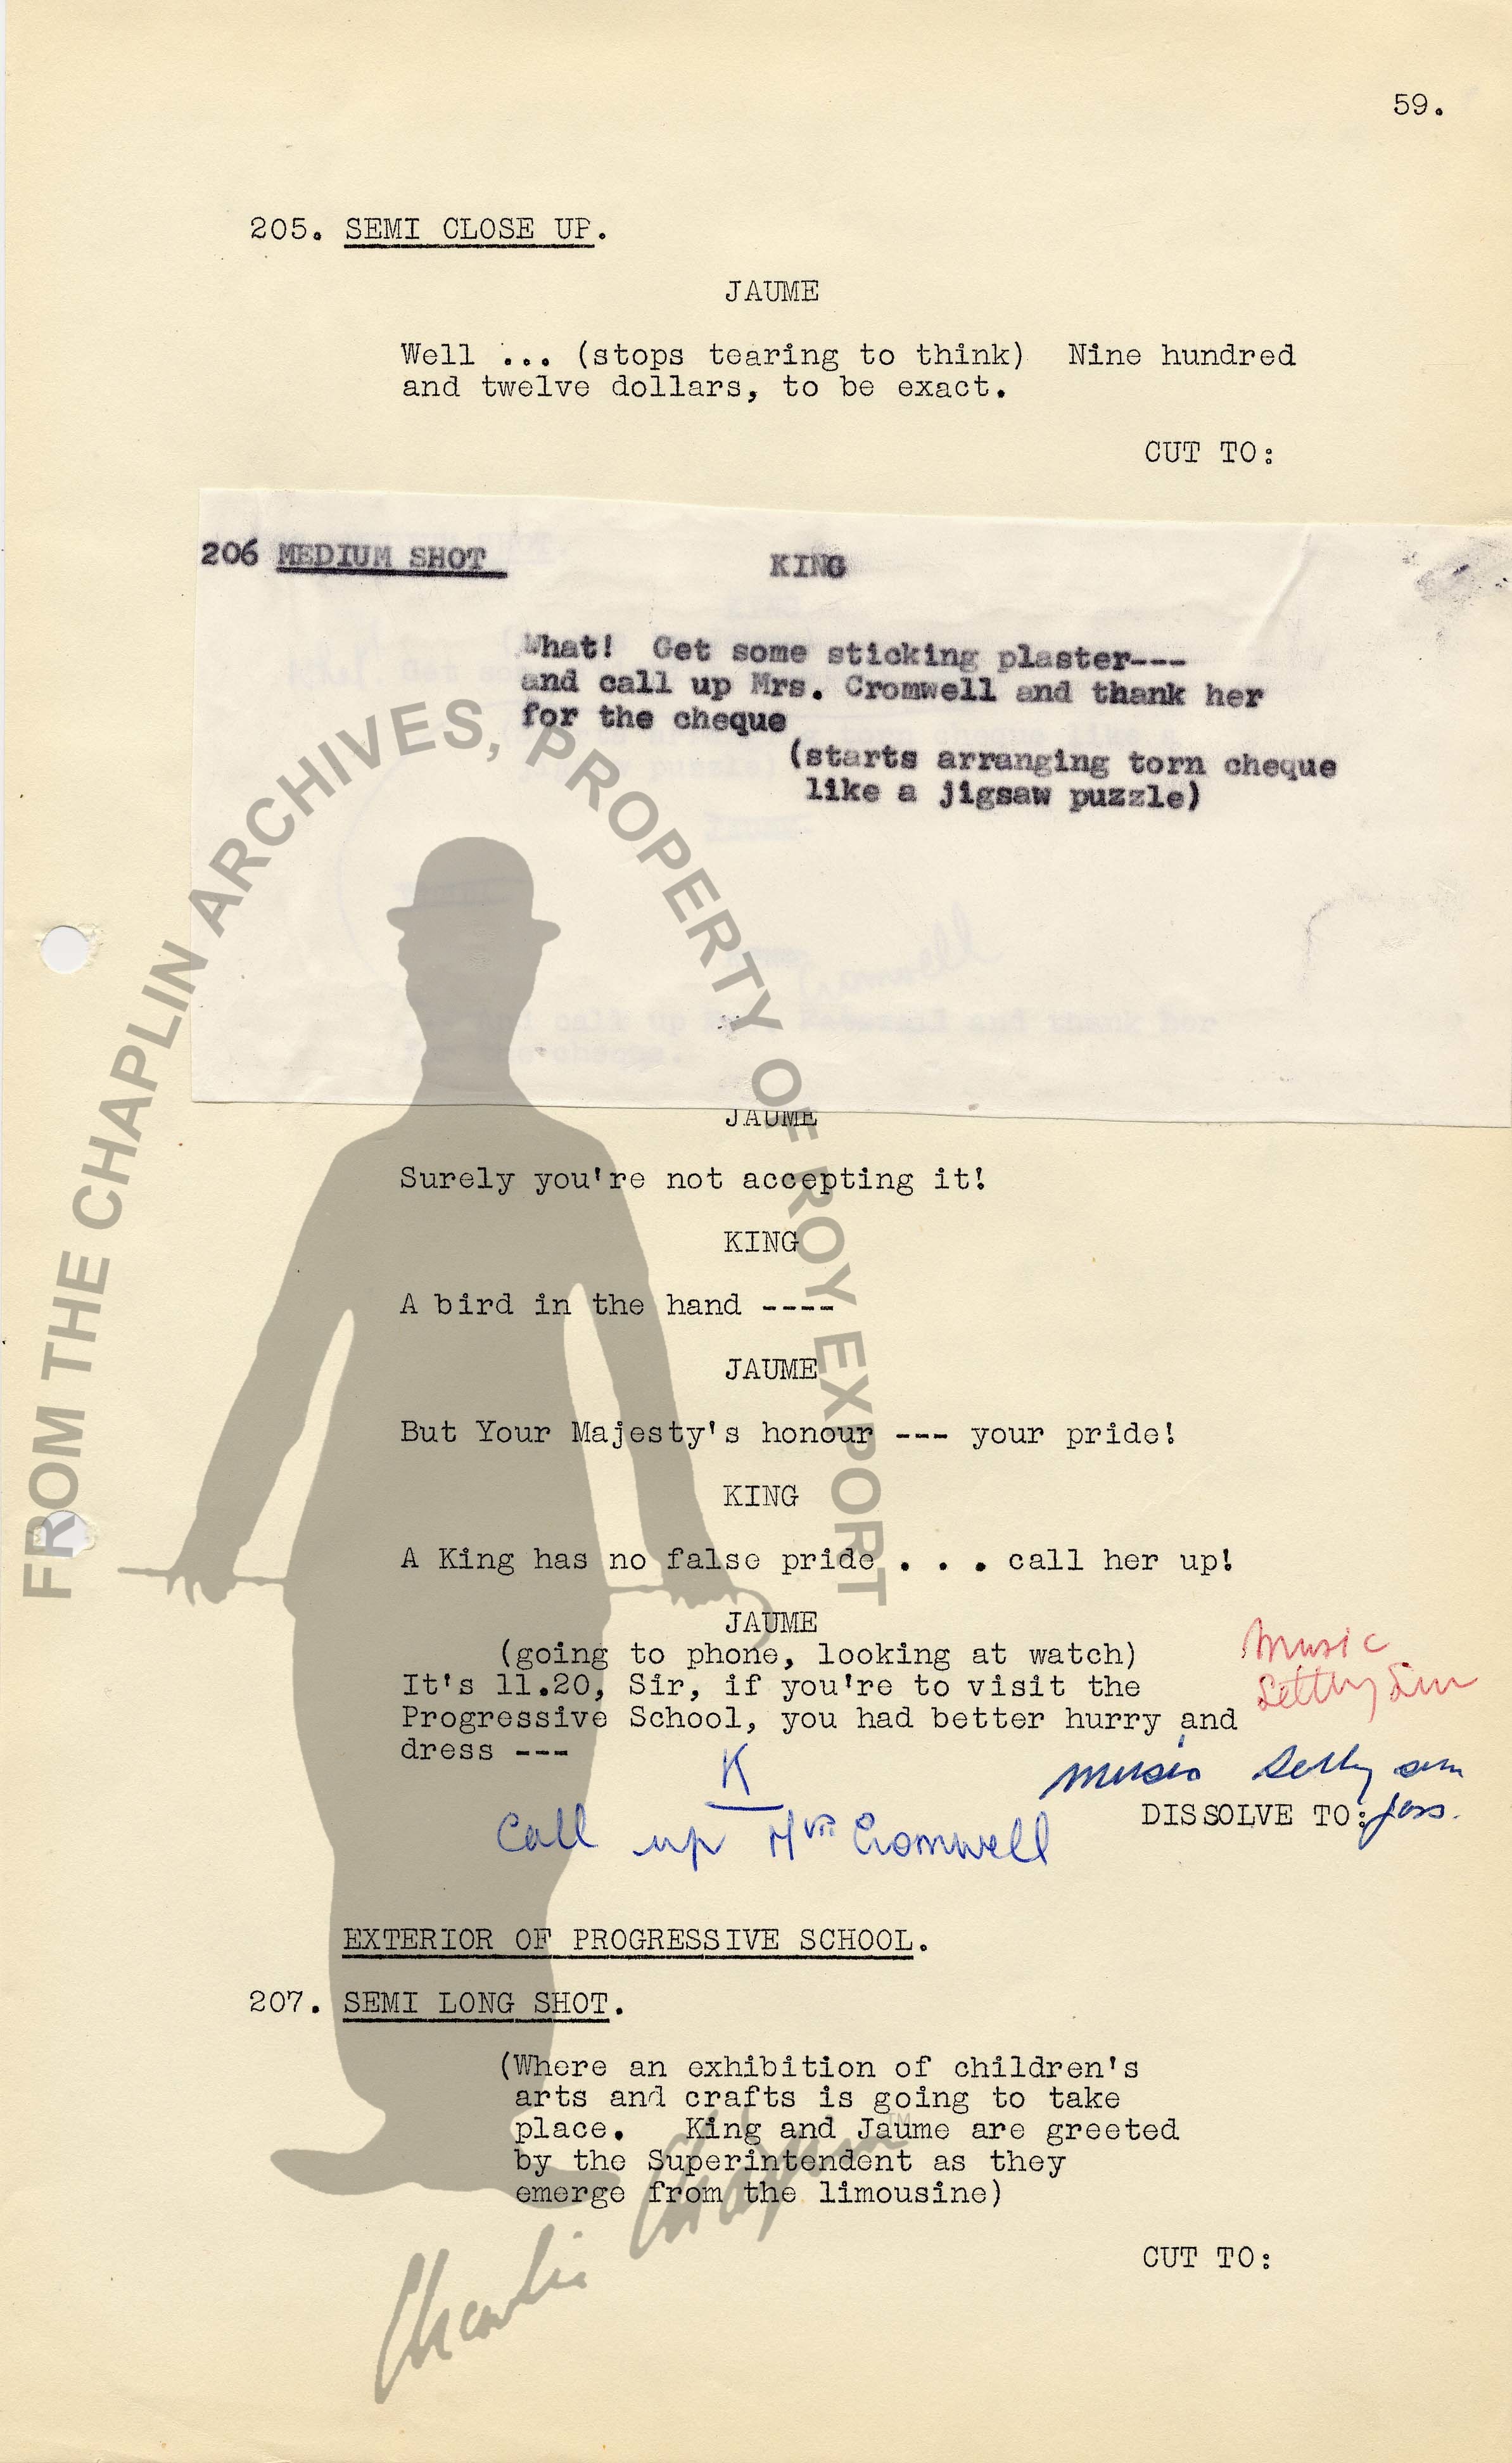 59.
205. SEMI CLOSE UP.
JAUME
Well ... (stops tearing to think) Nine hundred
and twelve dollars, to be exact.
CUT TO:
206 MEDIUM SHOT KING
What! Get some sticking plaster---
and call up Mrs. Cromwell and thank her
for the cheque
(starts arranging torn cheque
like a jigsaw puzzle)
JAUME
Surely you're not accepting it!
KING
A bird in the hand ----
JAUME
But Your Majesty's honour --- your pride!
KING
A King has no false pride . . . call her up!
JAUME
(going to phone, looking at watch)
It's 11.20, Sir, if you're to visit the
Progressive School, you had better hurry and
dress ---
Music
K
Music
Call up Mrs Cromwell
DISSOLVE TO:
EXTERIOR OF PROGRESSIVE SCHOOL.
207. SEMI LONG SHOT.
(Where an exhibition of children's
arts and crafts is going to take
place. King and Jaume are greeted
by the Superintendent as they
emerge from the limousine)
CUT TO:
FROM THE CHAPLIN ARCHIVES, PROPERTY OF ROY EXPORT
Charlie Chaplin TM